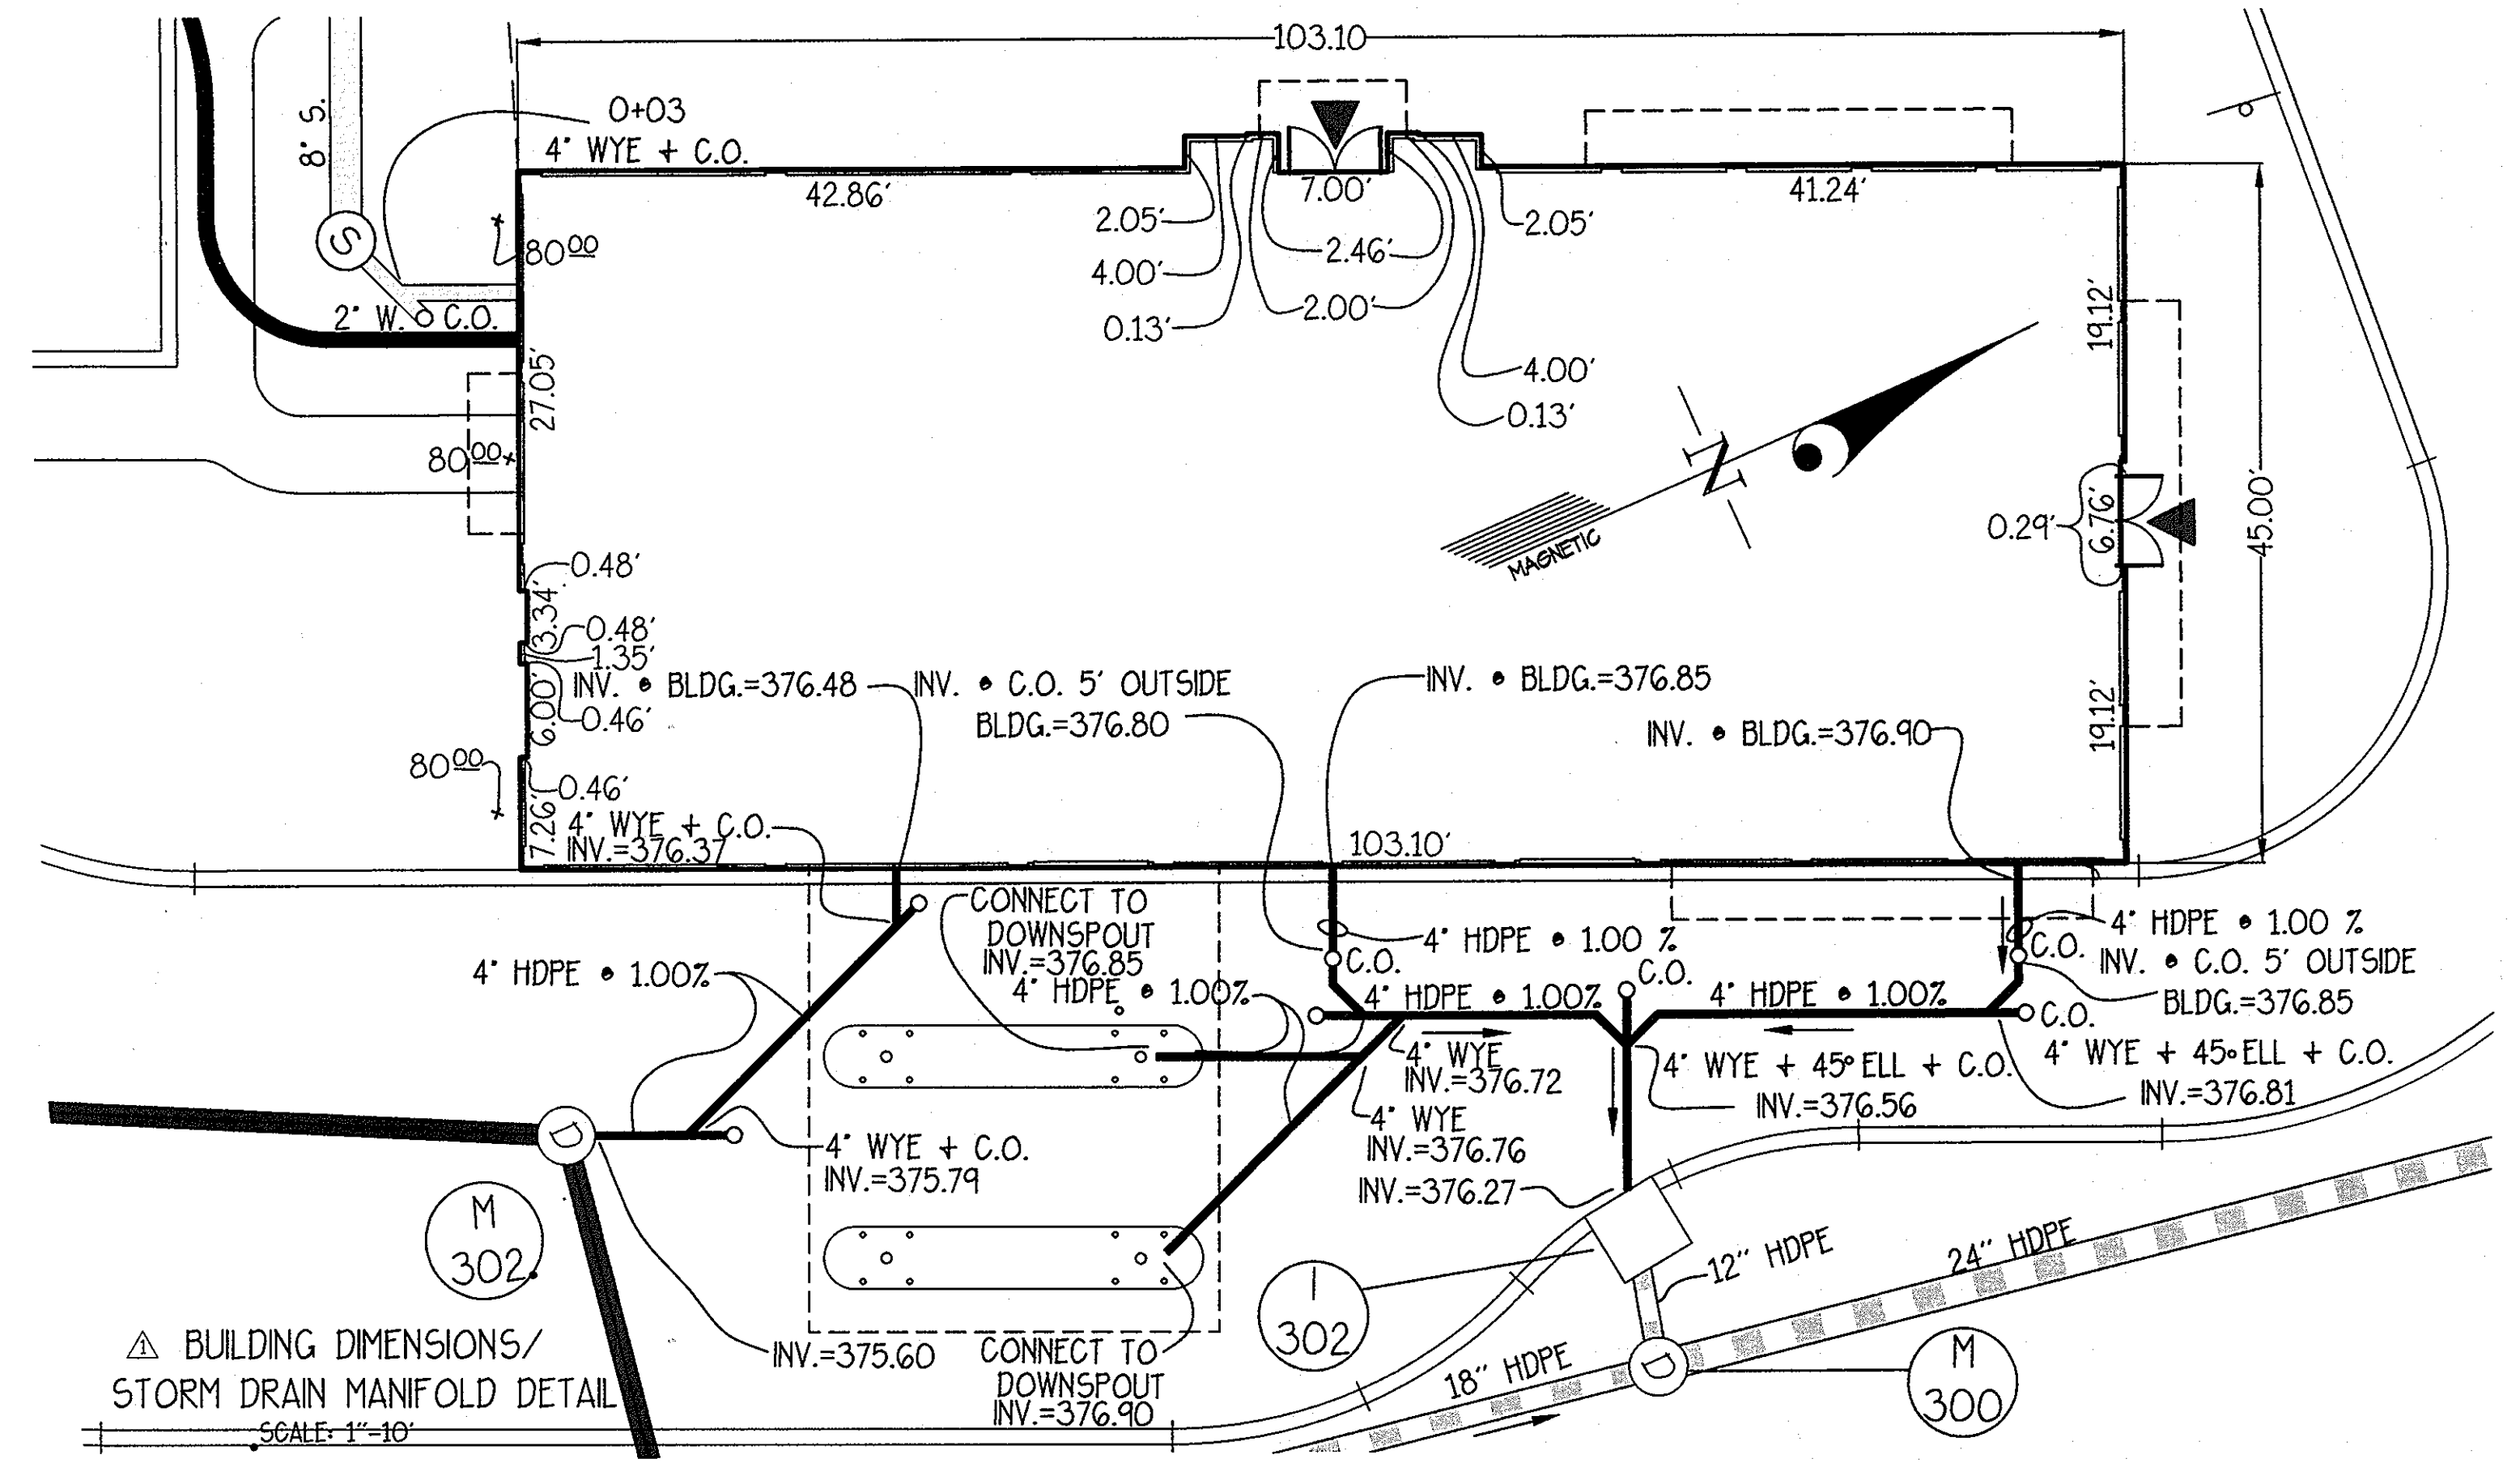 103.10
0+03
4" WYE + C.O.
8" S.
S
42.86'
7.00'
41.24'
2.05'
2.46'
2.05'
80 00
4.00'
2.00'
0.13'
2" W.
C.O.
19.12'
27.05'
4.00'
0.13'
80 00
N
MAGNETIC
0.29'
6.76'
45.00'
0.48'
3.34'
0.48'
1.35'
INV. @ BLDG.=376.48
INV. @ C.O. 5' OUTSIDE
BLDG.=376.80
INV. @ BLDG.=376.85
INV. @ BLDG.=376.90
19.12'
6.00'
0.46'
80 00
0.46'
7.26'
4" WYE + C.O.
INV.=376.37
103.10'
CONNECT TO
DOWNSPOUT
INV.=376.85
4" HDPE @ 1.00%
4" HDPE @ 1.00%
4" HDPE @ 1.00 %
C.O.
C.O.
4" HDPE @ 1.00%
4" HDPE @ 1.00%
4" HDPE @ 1.00 %
C.O.
INV. @ C.O. 5' OUTSIDE
BLDG.=376.85
C.O.
4" WYE
INV.=376.72
4" WYE + 45° ELL + C.O.
INV.=376.56
4" WYE + 45° ELL + C.O.
INV.=376.81
4" WYE
INV.=376.76
INV.=376.27
D
4" WYE + C.O.
INV.=375.79
M
302
INV.=375.60
CONNECT TO
DOWNSPOUT
INV.=376.90
I
302
12" HDPE
24" HDPE
18" HDPE
D
M
300
1 BUILDING DIMENSIONS/
STORM DRAIN MANIFOLD DETAIL
SCALE: 1"=10'